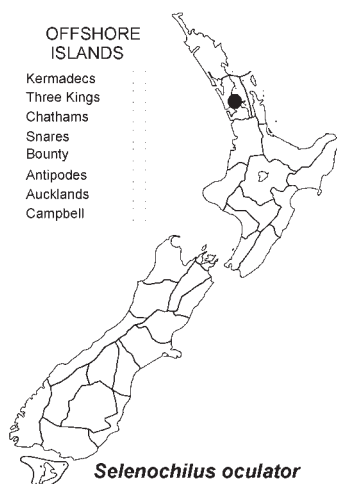 OFFSHORE
ISLANDS
Kermadecs
Three Kings
Chathams
Snares
Bounty
Antipodes
Aucklands
Campbell
Selenochilus oculator